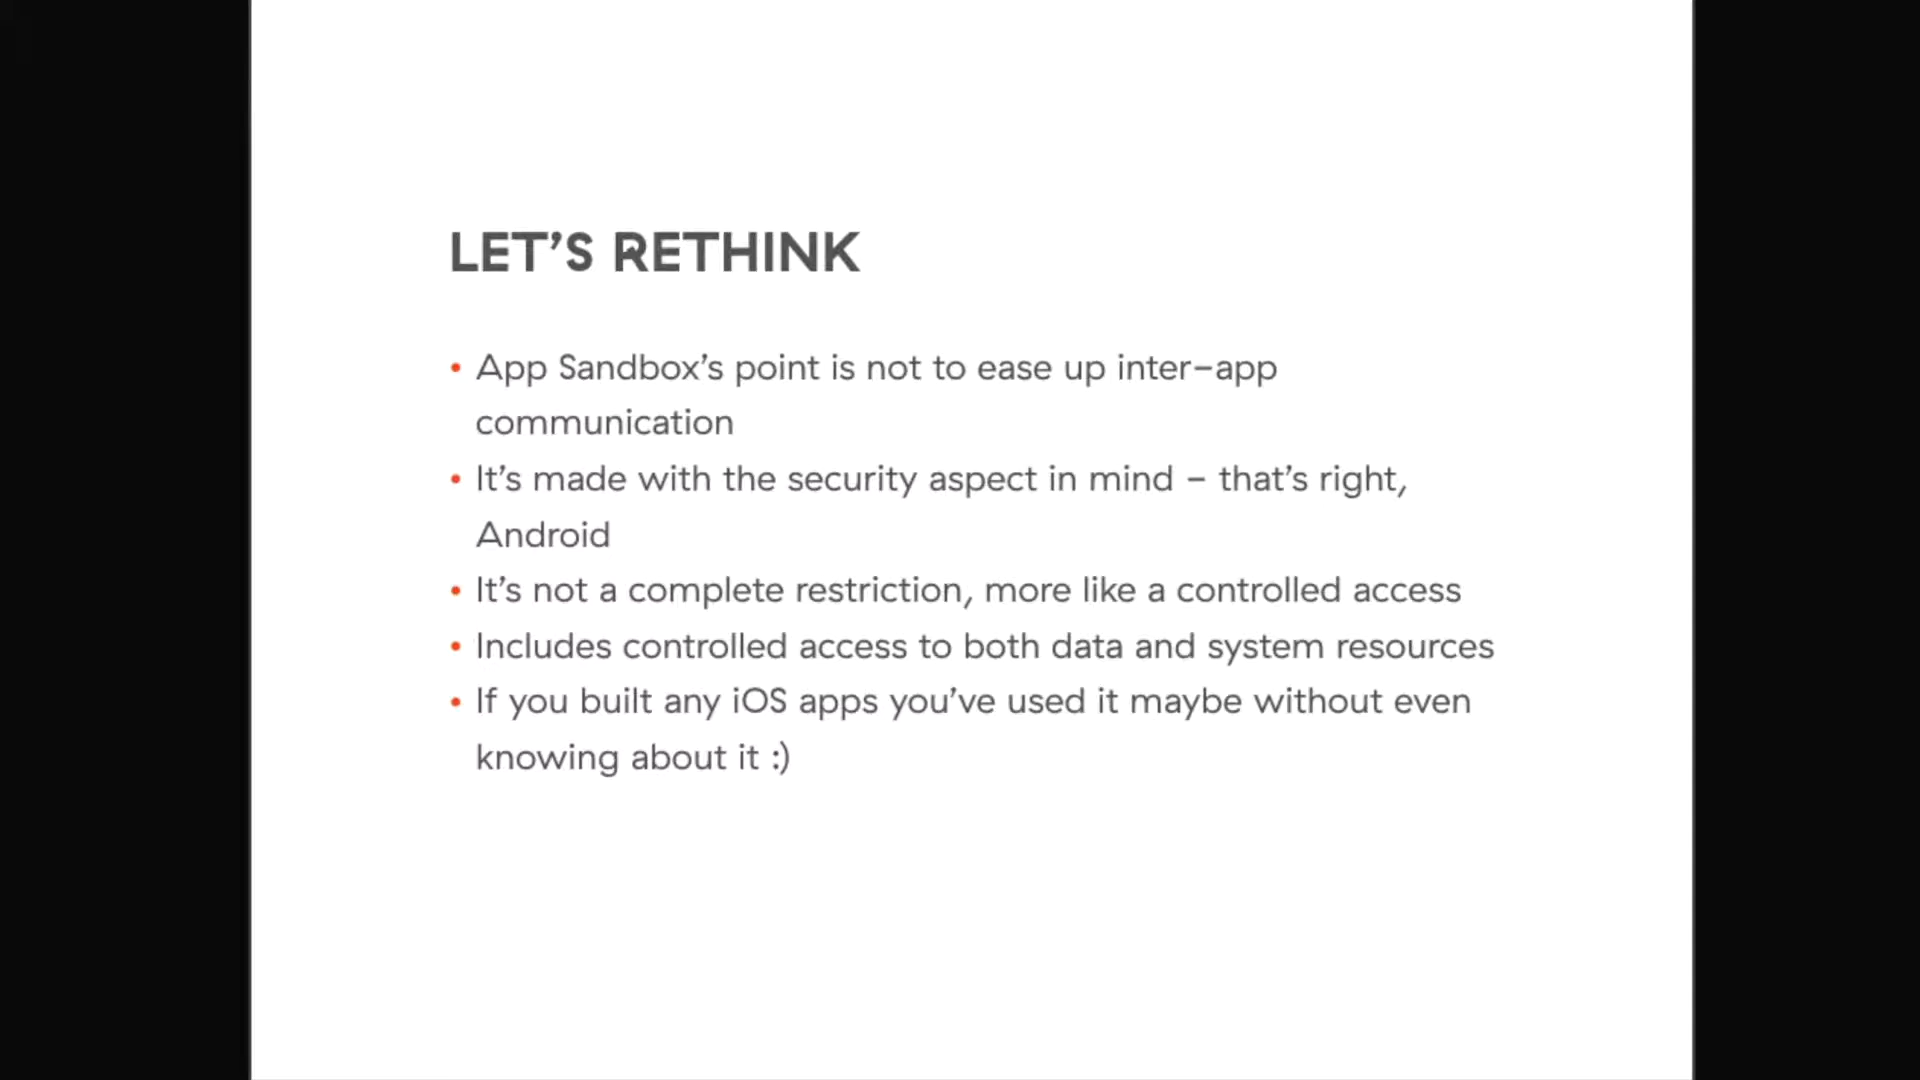 LET’S RETHINK
• App Sandbox’s point is not to ease up inter-app
communication
• It’s made with the security aspect in mind – that’s right,
Android
• It’s not a complete restriction, more like a controlled access
• Includes controlled access to both data and system resources
• If you built any iOS apps you’ve used it maybe without even
knowing about it :)